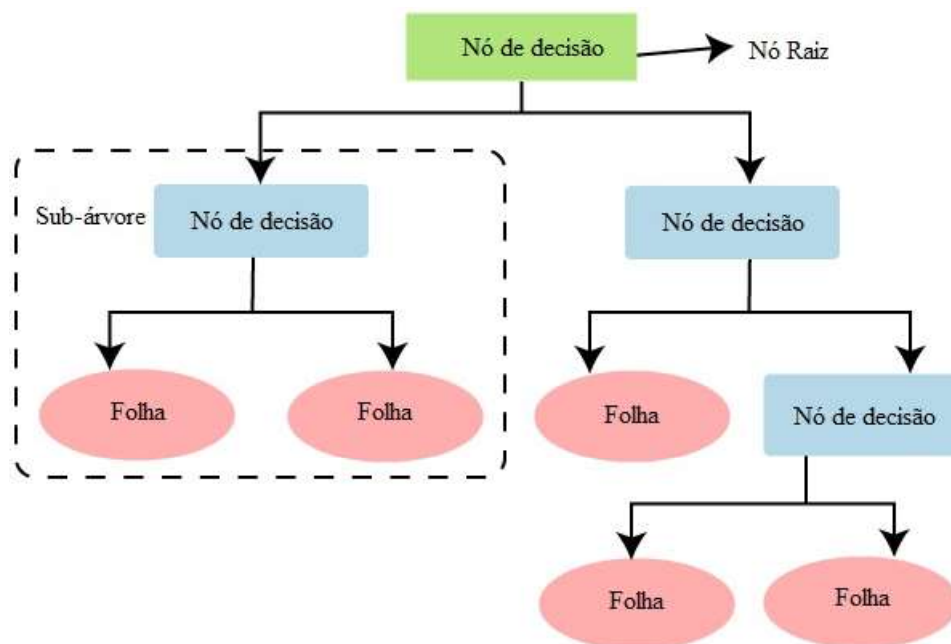 Nó de decisão
Nó Raiz
Sub-árvore
Nó de decisão
Nó de decisão
Folha
Folha
Folha
Nó de decisão
Folha
Folha